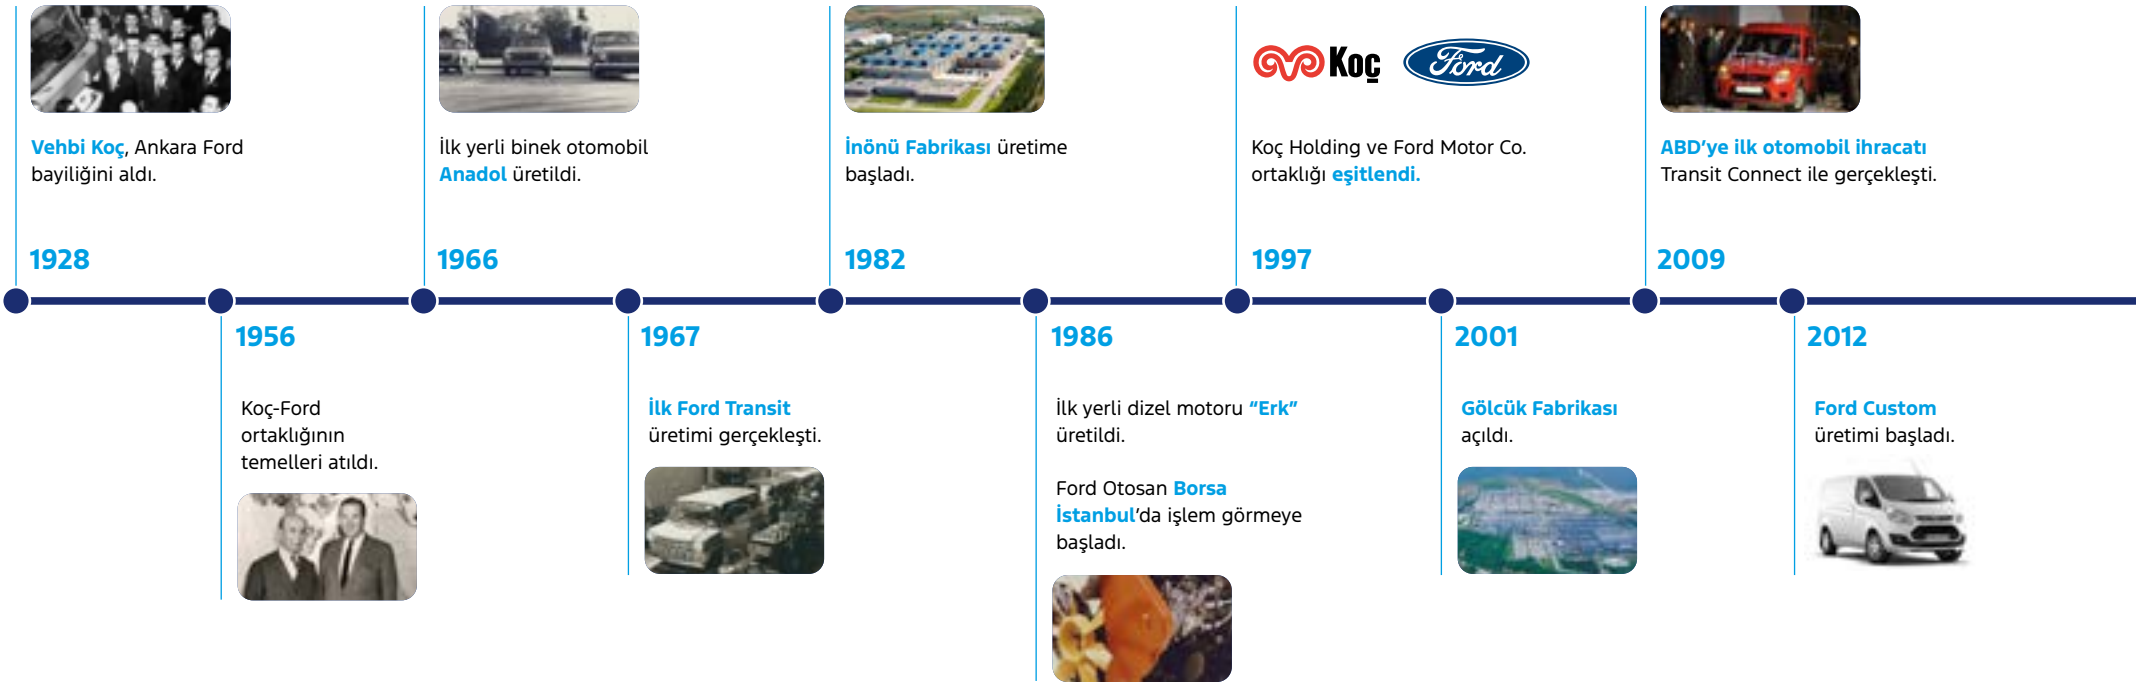 Koç
Ford
Vehbi Koç, Ankara Ford
bayiliğini aldı.
1928
İlk yerli binek otomobil
Anadol üretildi.
1966
İnönü Fabrikası üretime
başladı.
1982
Koç Holding ve Ford Motor Co.
ortaklığı eşitlendi.
1997
ABD’ye ilk otomobil ihracatı
Transit Connect ile gerçekleşti.
2009
1956
Koç-Ford
ortaklığının
temelleri atıldı.
1967
İlk Ford Transit
üretimi gerçekleşti.
1986
İlk yerli dizel motoru “Erk”
üretildi.
Ford Otosan Borsa
İstanbul’da işlem görmeye
başladı.
2001
Gölcük Fabrikası
açıldı.
2012
Ford Custom
üretimi başladı.